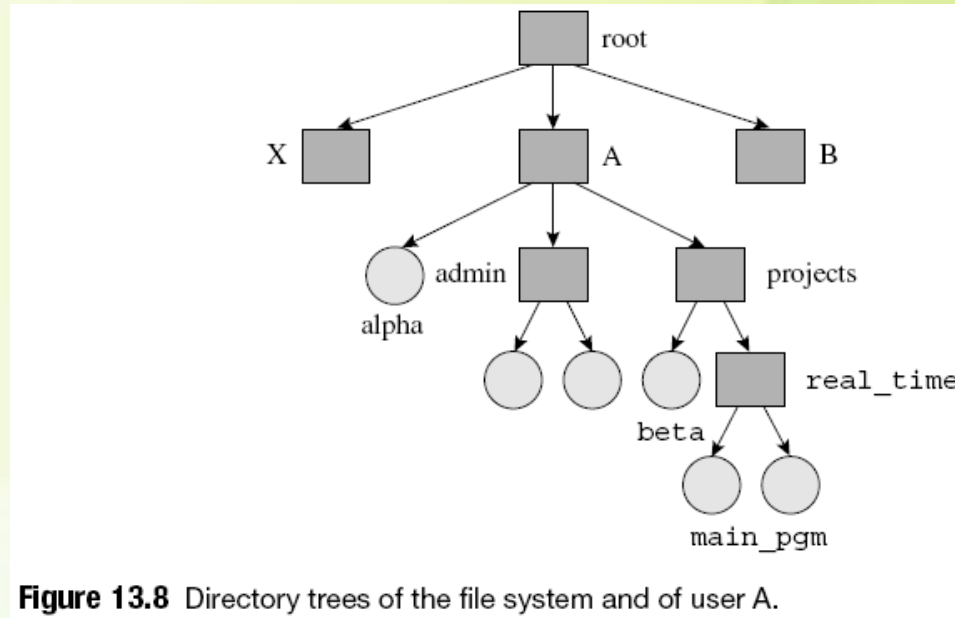 root
X
A
B
admin
projects
alpha
real_time
beta
main_pgm
Figure 13.8 Directory trees of the file system and of user A.